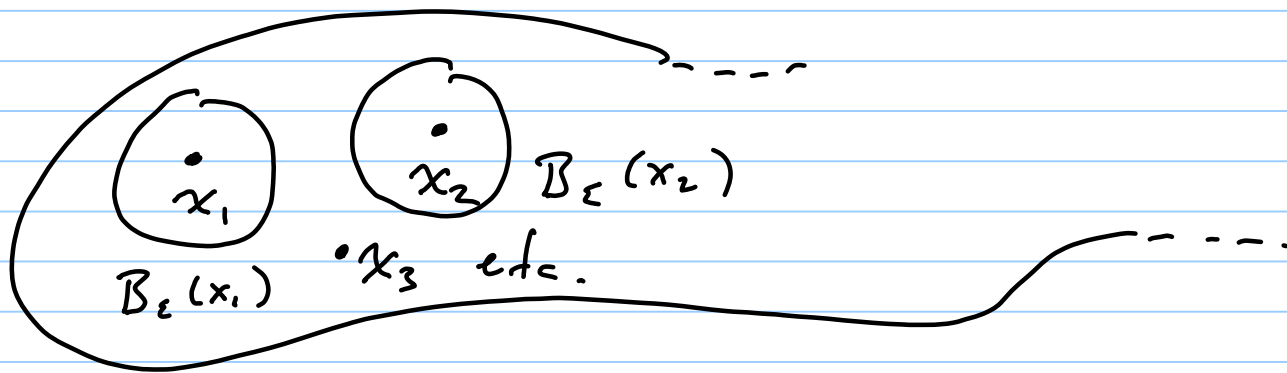 x₁
x₂ B_ε(x₂)
B_ε(x₁)
•x₃ etc.